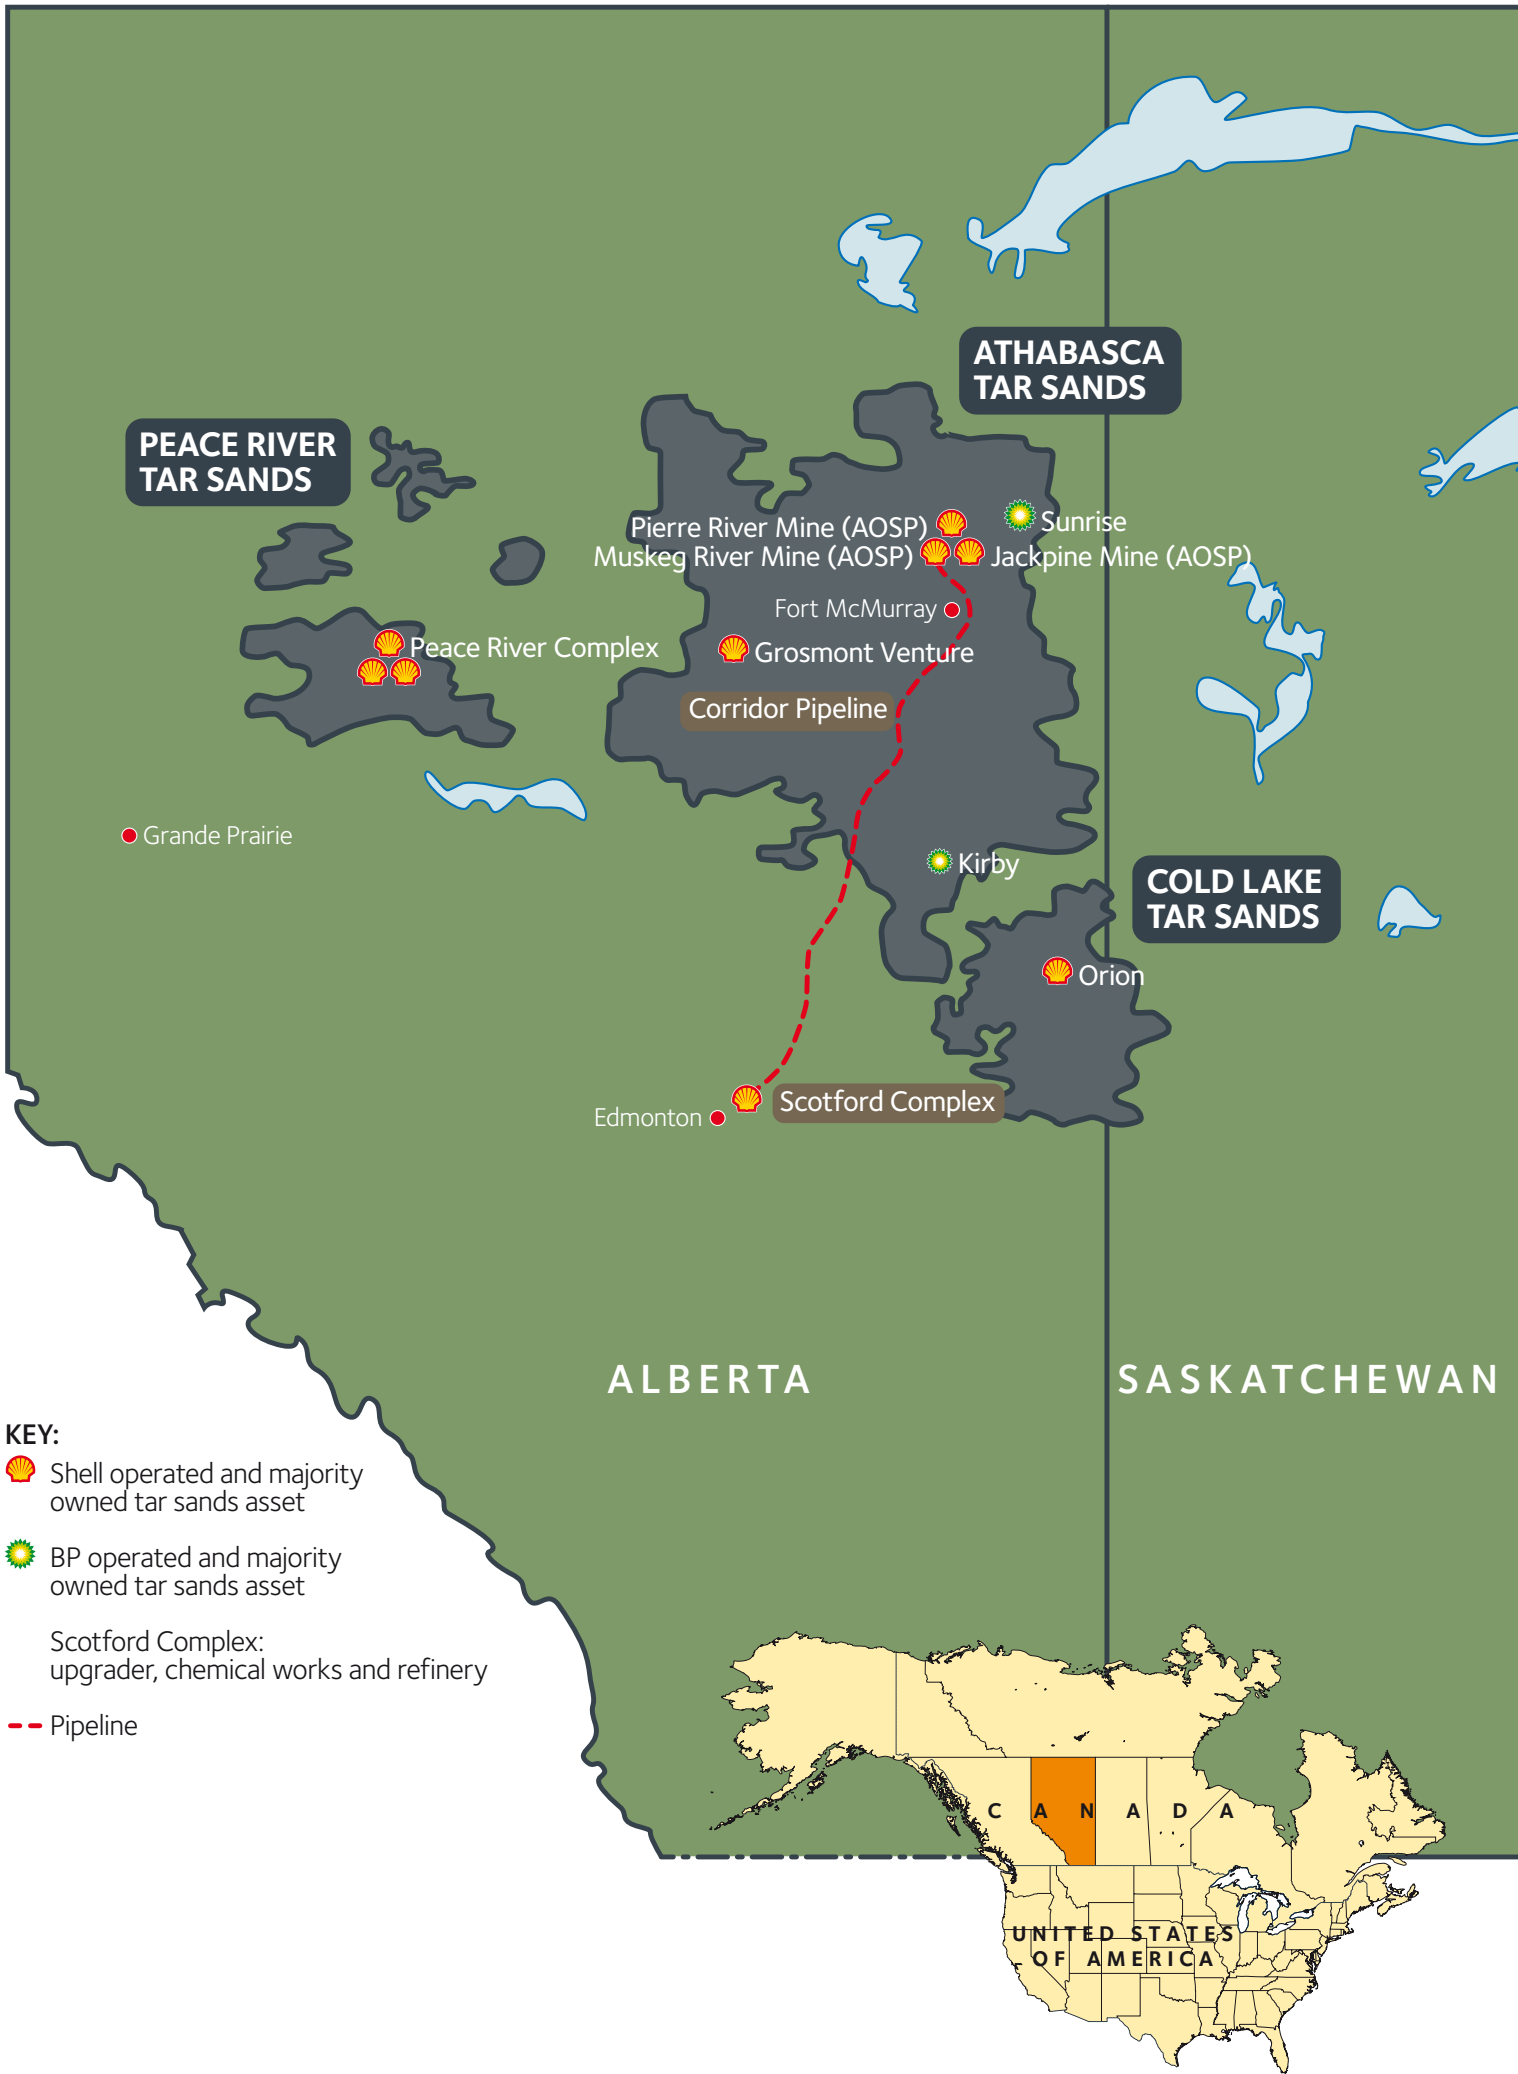 ATHABASCA
TAR SANDS
PEACE RIVER
TAR SANDS
Pierre River Mine (AOSP)
Sunrise
Muskeg River Mine (AOSP)
Jackpine Mine (AOSP)
Fort McMurray
Peace River Complex
Grosmont Venture
Corridor Pipeline
Grande Prairie
Kirby
COLD LAKE
TAR SANDS
Orion
Scotford Complex
Edmonton
ALBERTA
SASKATCHEWAN
KEY:
Shell operated and majority
owned tar sands asset
BP operated and majority
owned tar sands asset
Scotford Complex:
upgrader, chemical works and refinery
Pipeline
CANADA
UNITED STATES
OF AMERICA